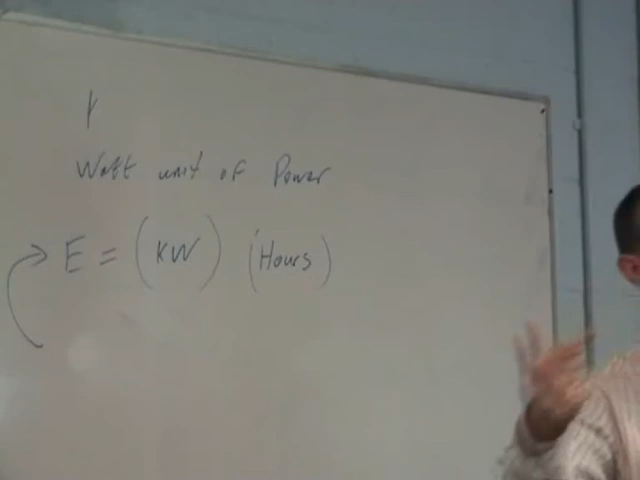 Watt unit of Power
E = (KW) (Hours)